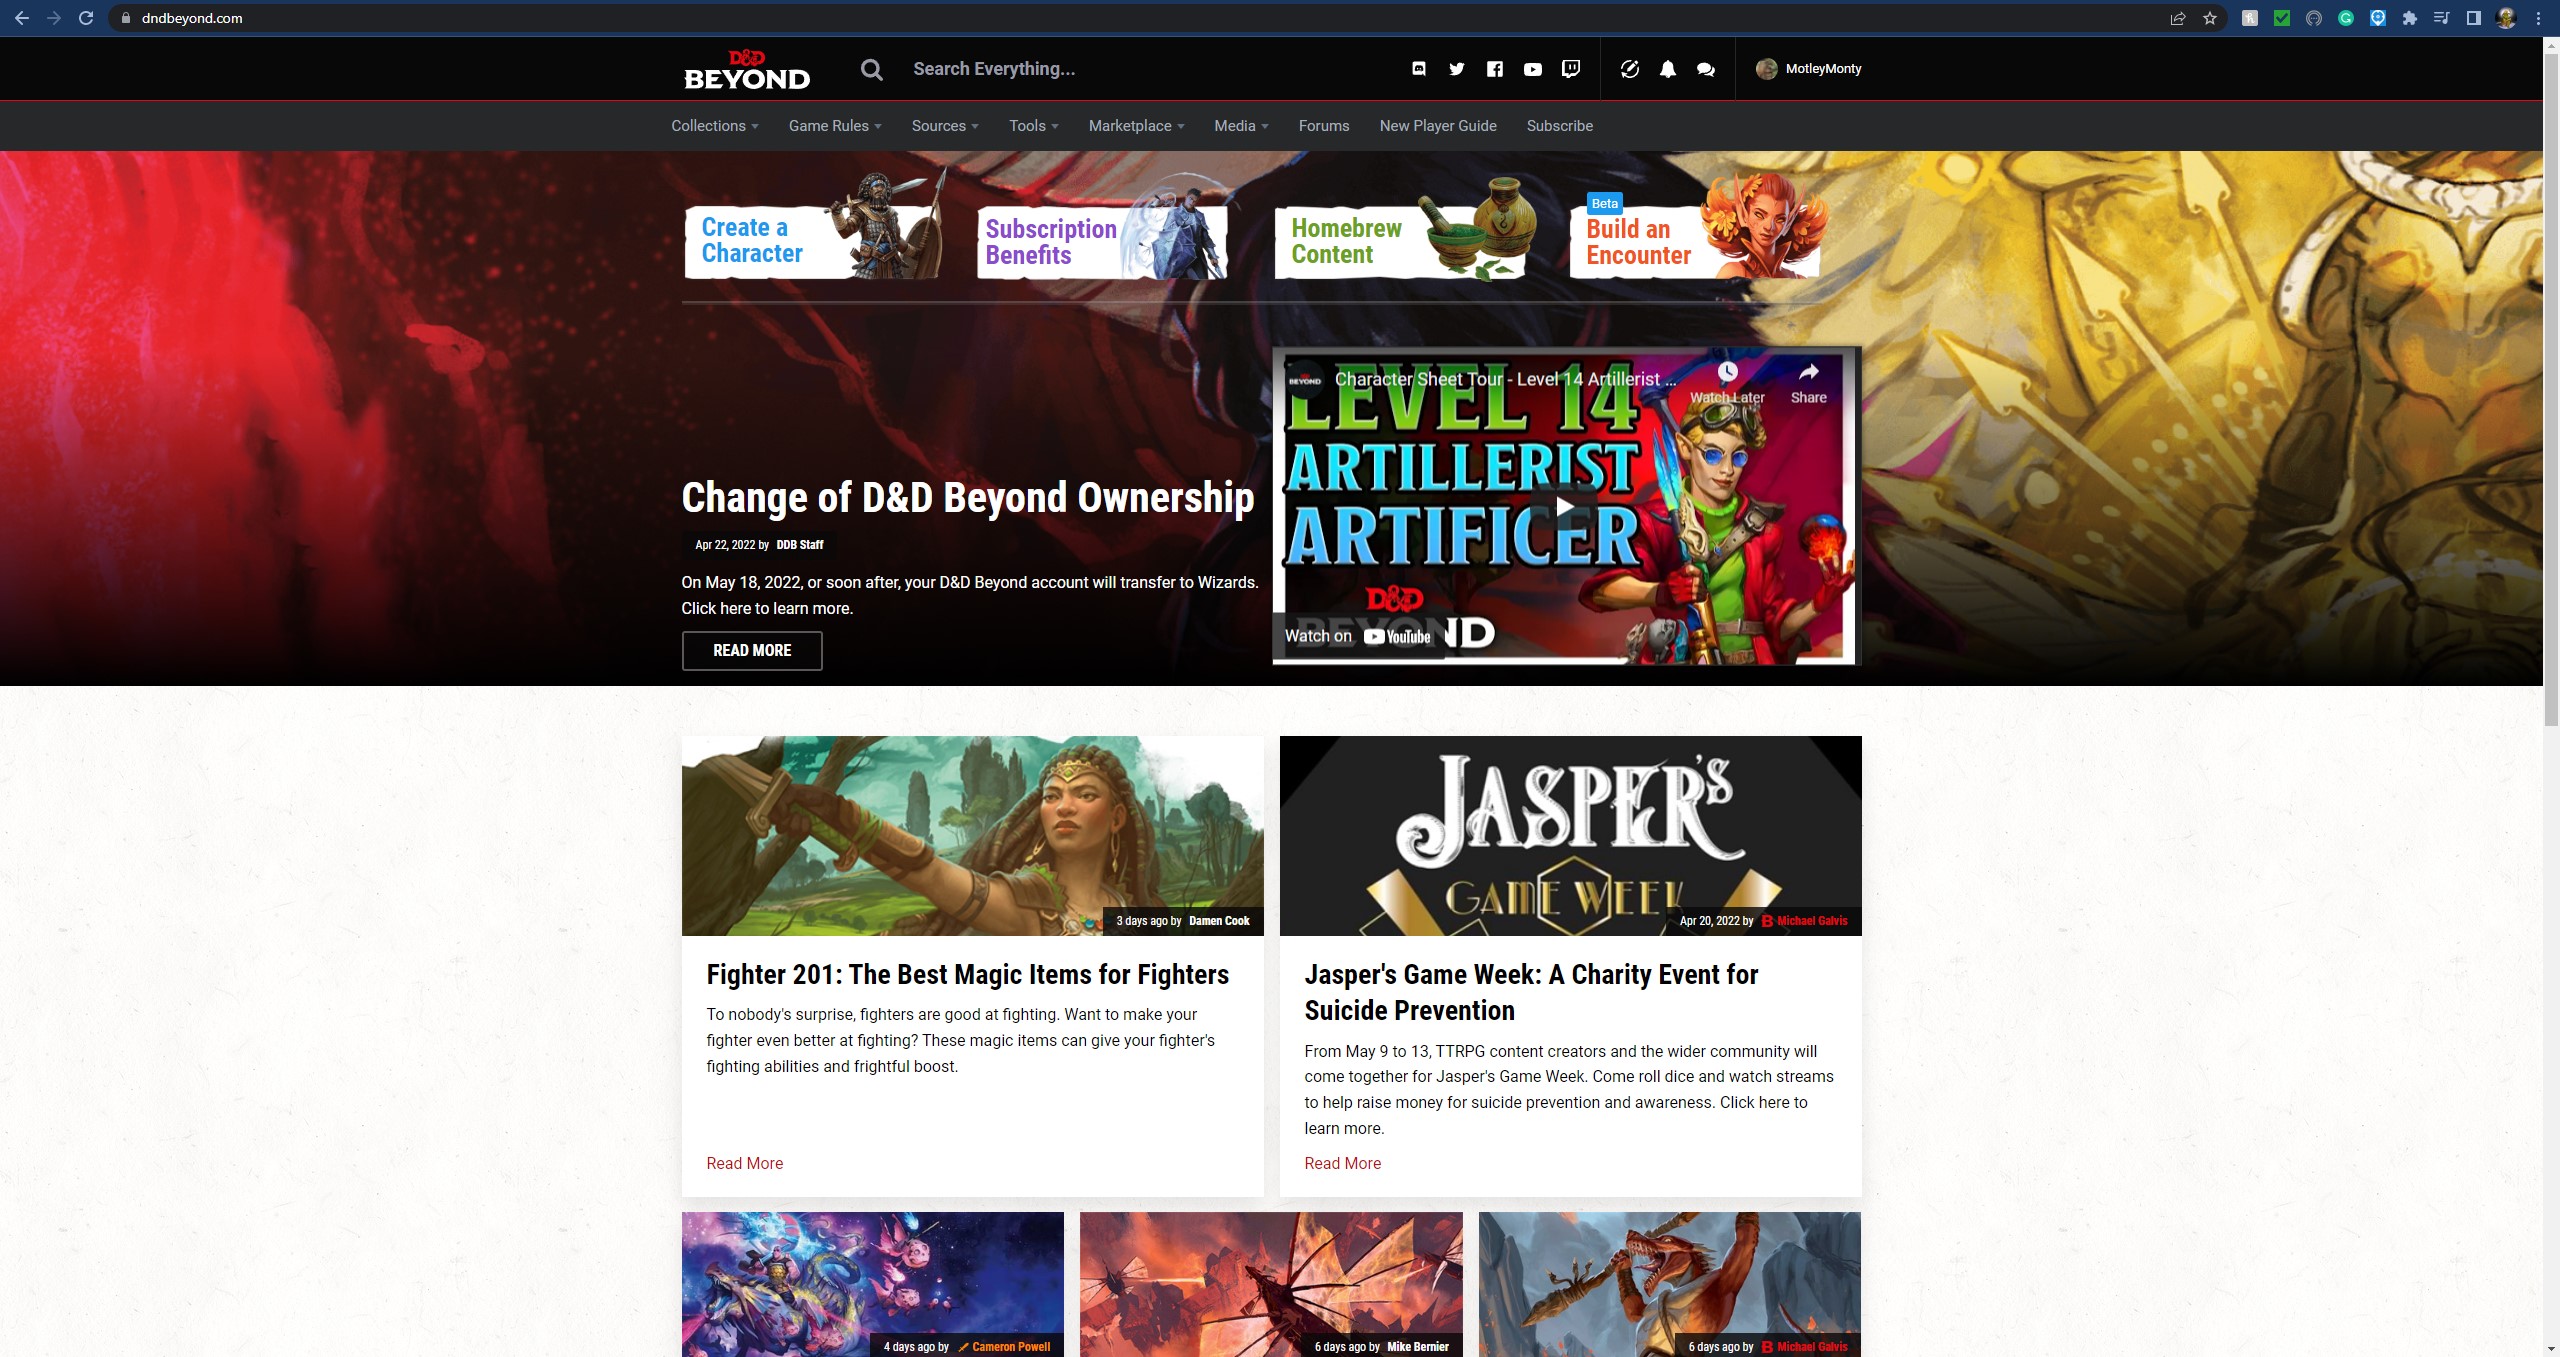 dndbeyond.com
D&D
BEYOND
Search Everything...
MotleyMonty
Collections
Game Rules
Sources
Tools
Marketplace
Media
Forums
New Player Guide
Subscribe
Create a
Character
Subscription
Benefits
Homebrew
Content
Beta
Build an
Encounter
Change of D&D Beyond Ownership
Apr 22, 2022 by DDB Staff
On May 18, 2022, or soon after, your D&D Beyond account will transfer to Wizards.
Click here to learn more.
READ MORE
BEYOND
Character Sheet Tour - Level 14 Artillerist ...
Watch Later
Share
LEVEL 14
ARTILLERIST
ARTIFICER
D&D
BEYOND
Watch on YouTube
3 days ago by Damen Cook
Fighter 201: The Best Magic Items for Fighters
To nobody's surprise, fighters are good at fighting. Want to make your
fighter even better at fighting? These magic items can give your fighter's
fighting abilities and frightful boost.
Read More
JASPER'S
GAME WEEK
Apr 20, 2022 by B Michael Galvis
Jasper's Game Week: A Charity Event for
Suicide Prevention
From May 9 to 13, TTRPG content creators and the wider community will
come together for Jasper's Game Week. Come roll dice and watch streams
to help raise money for suicide prevention and awareness. Click here to
learn more.
Read More
4 days ago by Cameron Powell
6 days ago by Mike Bernier
6 days ago by B Michael Galvis